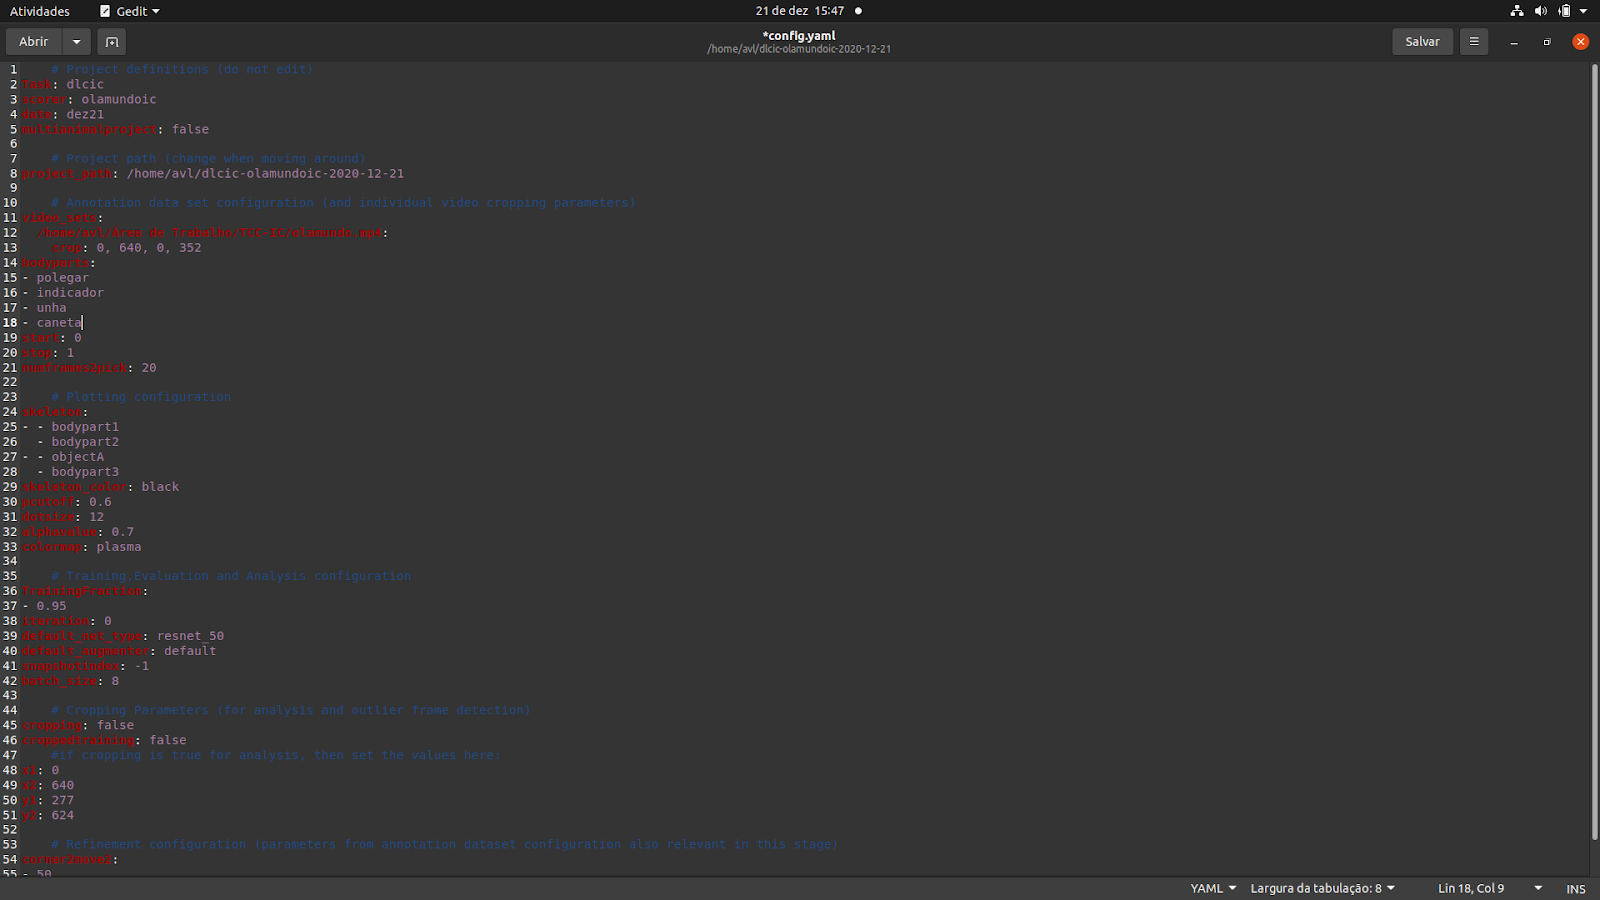 Atividades Gedit 21 de dez 15:47
Abrir *config.yaml Salvar
/home/avl/dlcic-olamundoic-2020-12-21
1 # Project definitions (do not edit)
2 Task: dlcic
3 scorer: olamundoic
4 date: dez21
5 multianimalproject: false
6
7 # Project path (change when moving around)
8 project_path: /home/avl/dlcic-olamundoic-2020-12-21
9
10 # Annotation data set configuration (and individual video cropping parameters)
11 video_sets:
12 /home/avl/Área de Trabalho/TCC-IC/olamundo.mp4:
13 crop: 0, 640, 0, 352
14 bodyparts:
15 - polegar
16 - indicador
17 - unha
18 - caneta
19 start: 0
20 stop: 1
21 numframes2pick: 20
22
23 # Plotting configuration
24 skeleton:
25 - - bodypart1
26 - bodypart2
27 - - objectA
28 - bodypart3
29 skeleton_color: black
30 pcutoff: 0.6
31 dotsize: 12
32 alphavalue: 0.7
33 colormap: plasma
34
35 # Training,Evaluation and Analysis configuration
36 TrainingFraction:
37 - 0.95
38 iteration: 0
39 default_net_type: resnet_50
40 default_augmenter: default
41 snapshotindex: -1
42 batch_size: 8
43
44 # Cropping Parameters (for analysis and outlier frame detection)
45 cropping: false
46 croppedtraining: false
47 #if cropping is true for analysis, then set the values here:
48 x1: 0
49 x2: 640
50 y1: 277
51 y2: 624
52
53 # Refinement configuration (parameters from annotation dataset configuration also relevant in this stage)
54 corner2move2:
55 - 50
YAML Largura da tabulação: 8 Lin 18, Col 9 INS